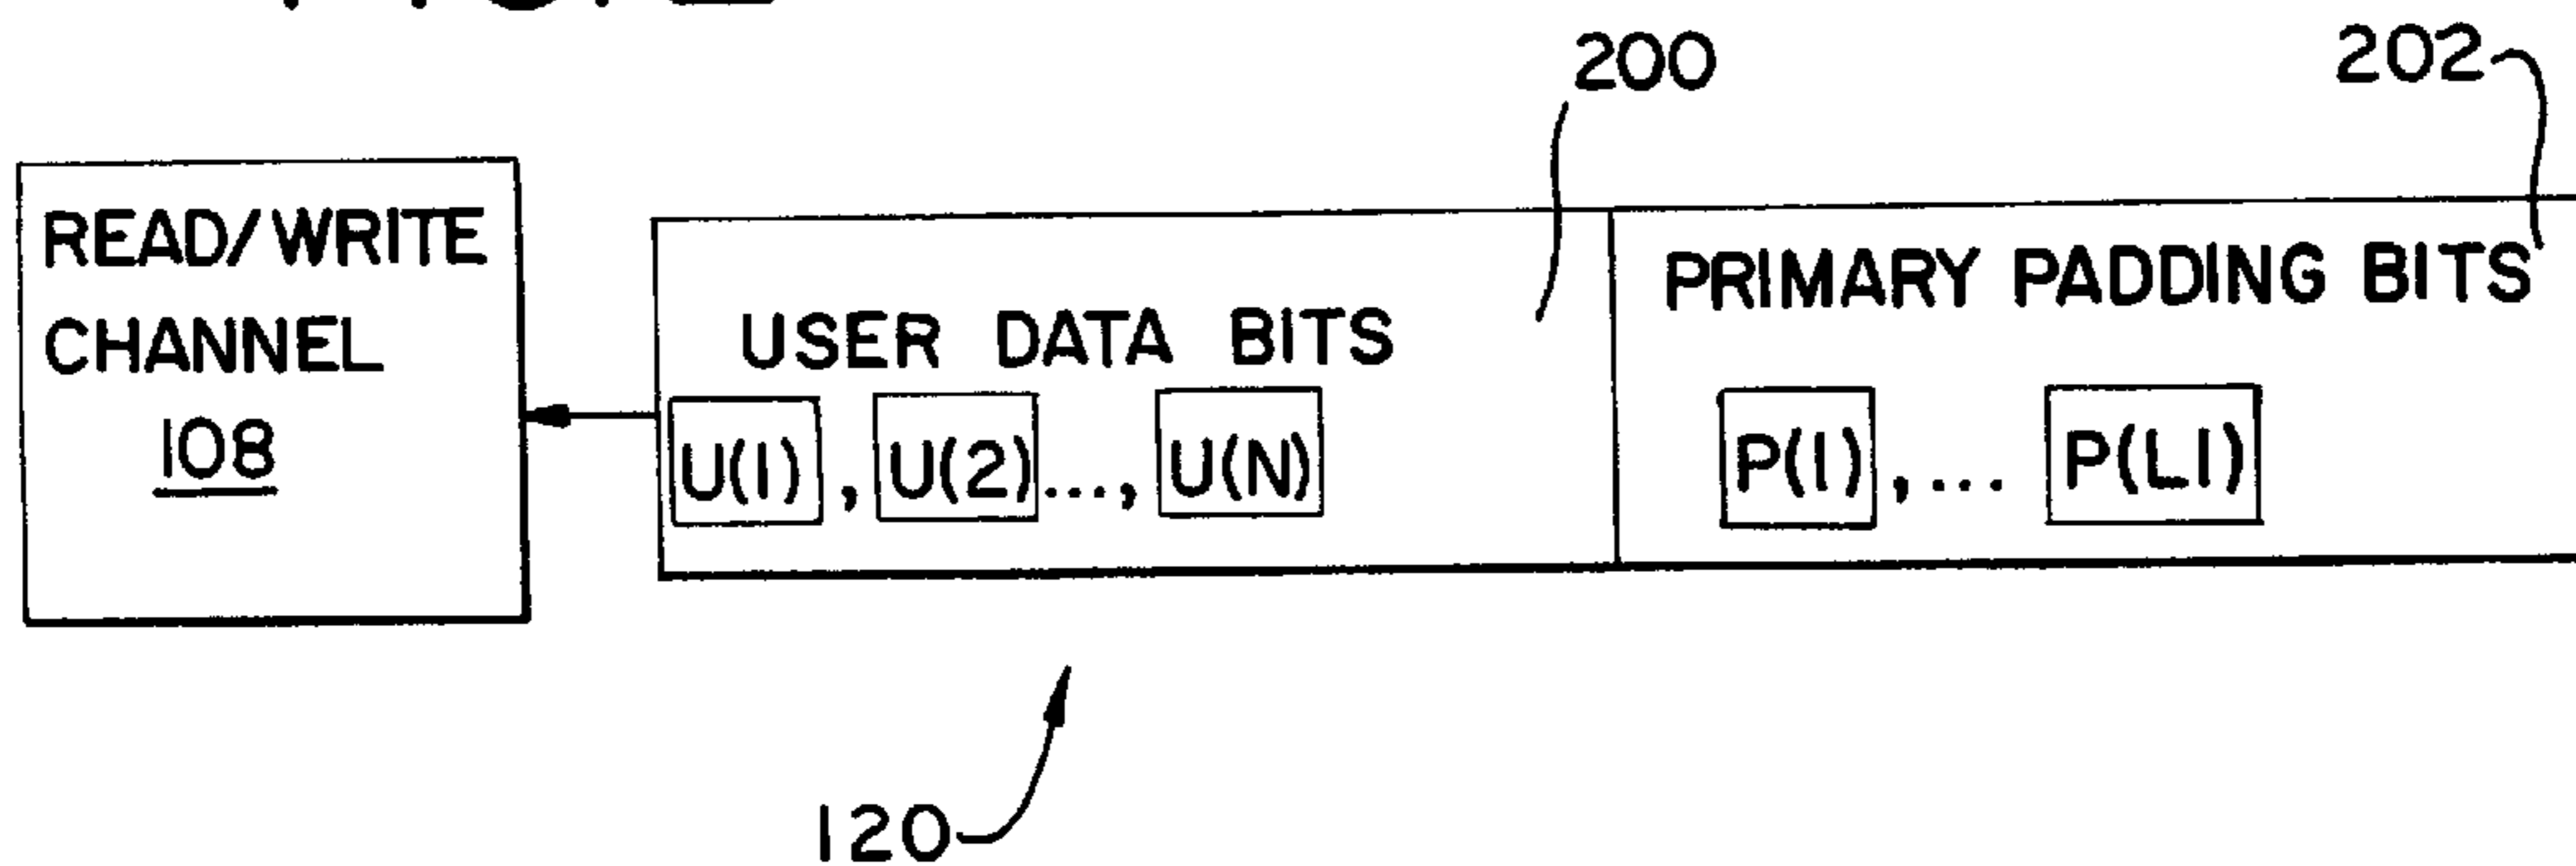 200
202
READ/WRITE
CHANNEL
108
USER DATA BITS
U(1), U(2)..., U(N)
PRIMARY PADDING BITS
P(1),... P(L1)
120